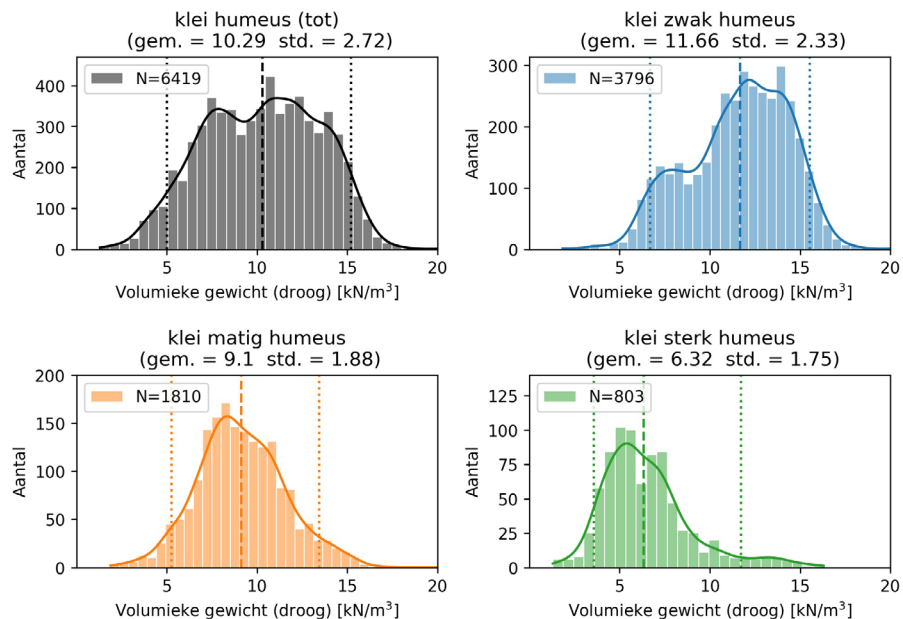 klei humeus (tot)
(gem. = 10.29 std. = 2.72)
N=6419
Aantal
400
300
200
100
0
5
10
15
20
Volumieke gewicht (droog) [kN/m³]
klei zwak humeus
(gem. = 11.66 std. = 2.33)
N=3796
Aantal
300
200
100
0
5
10
15
20
Volumieke gewicht (droog) [kN/m³]
klei matig humeus
(gem. = 9.1 std. = 1.88)
N=1810
Aantal
200
150
100
50
0
5
10
15
20
Volumieke gewicht (droog) [kN/m³]
klei sterk humeus
(gem. = 6.32 std. = 1.75)
N=803
Aantal
125
100
75
50
25
0
5
10
15
20
Volumieke gewicht (droog) [kN/m³]